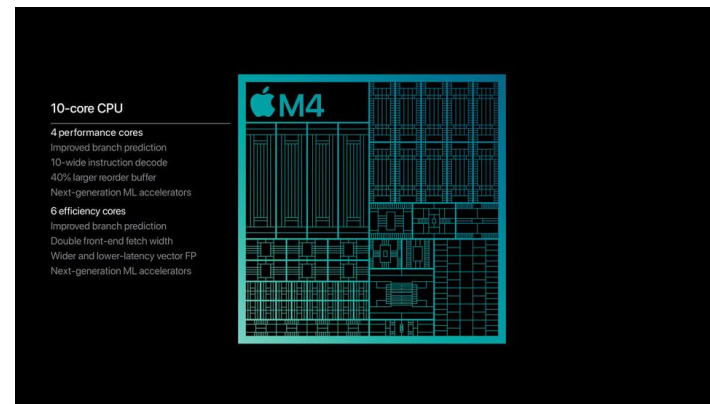 10-core CPU
4 performance cores
Improved branch prediction
10-wide instruction decode
40% larger reorder buffer
Next-generation ML accelerators
6 efficiency cores
Improved branch prediction
Double front-end fetch width
Wider and lower-latency vector FP
Next-generation ML accelerators
M4